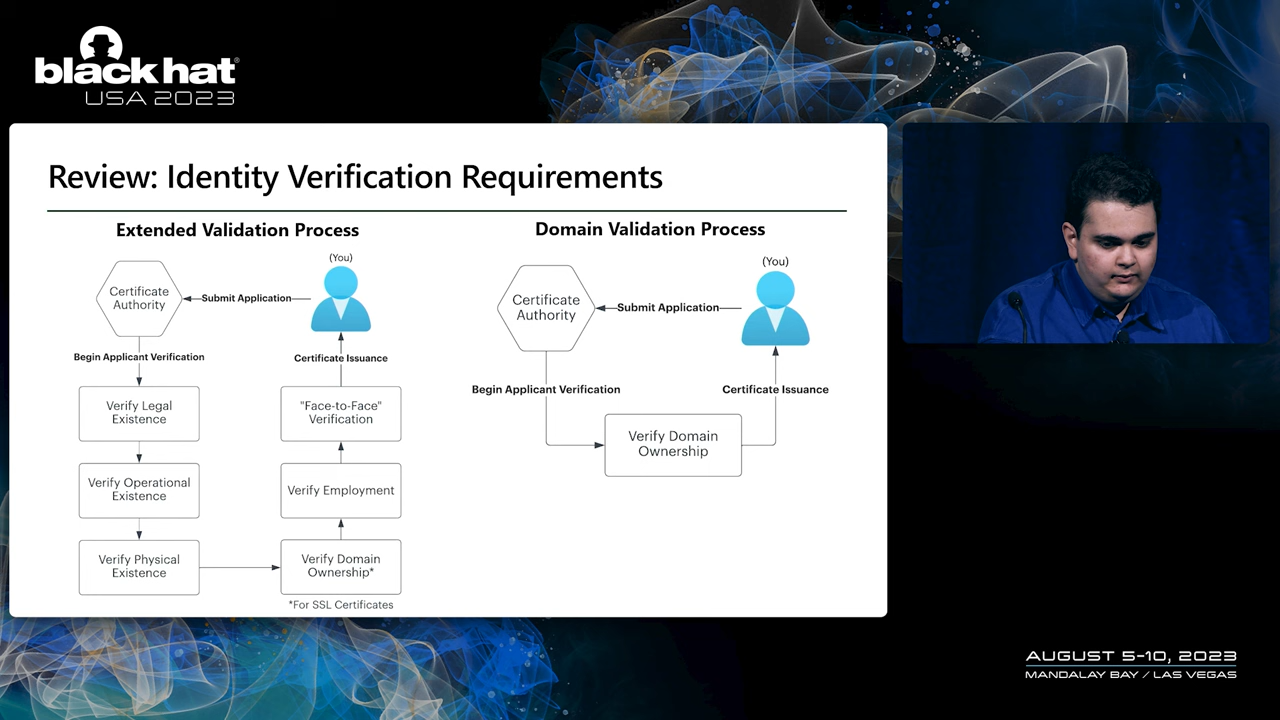 blackhat®
USA 2023
Review: Identity Verification Requirements
Extended Validation Process
(You)
Certificate
Authority
Submit Application
Begin Applicant Verification
Certificate Issuance
Verify Legal
Existence
"Face-to-Face"
Verification
Verify Operational
Existence
Verify Employment
Verify Physical
Existence
Verify Domain
Ownership*
*For SSL Certificates
Domain Validation Process
(You)
Certificate
Authority
Submit Application
Begin Applicant Verification
Certificate Issuance
Verify Domain
Ownership
AUGUST 5-10, 2023
MANDALAY BAY / LAS VEGAS